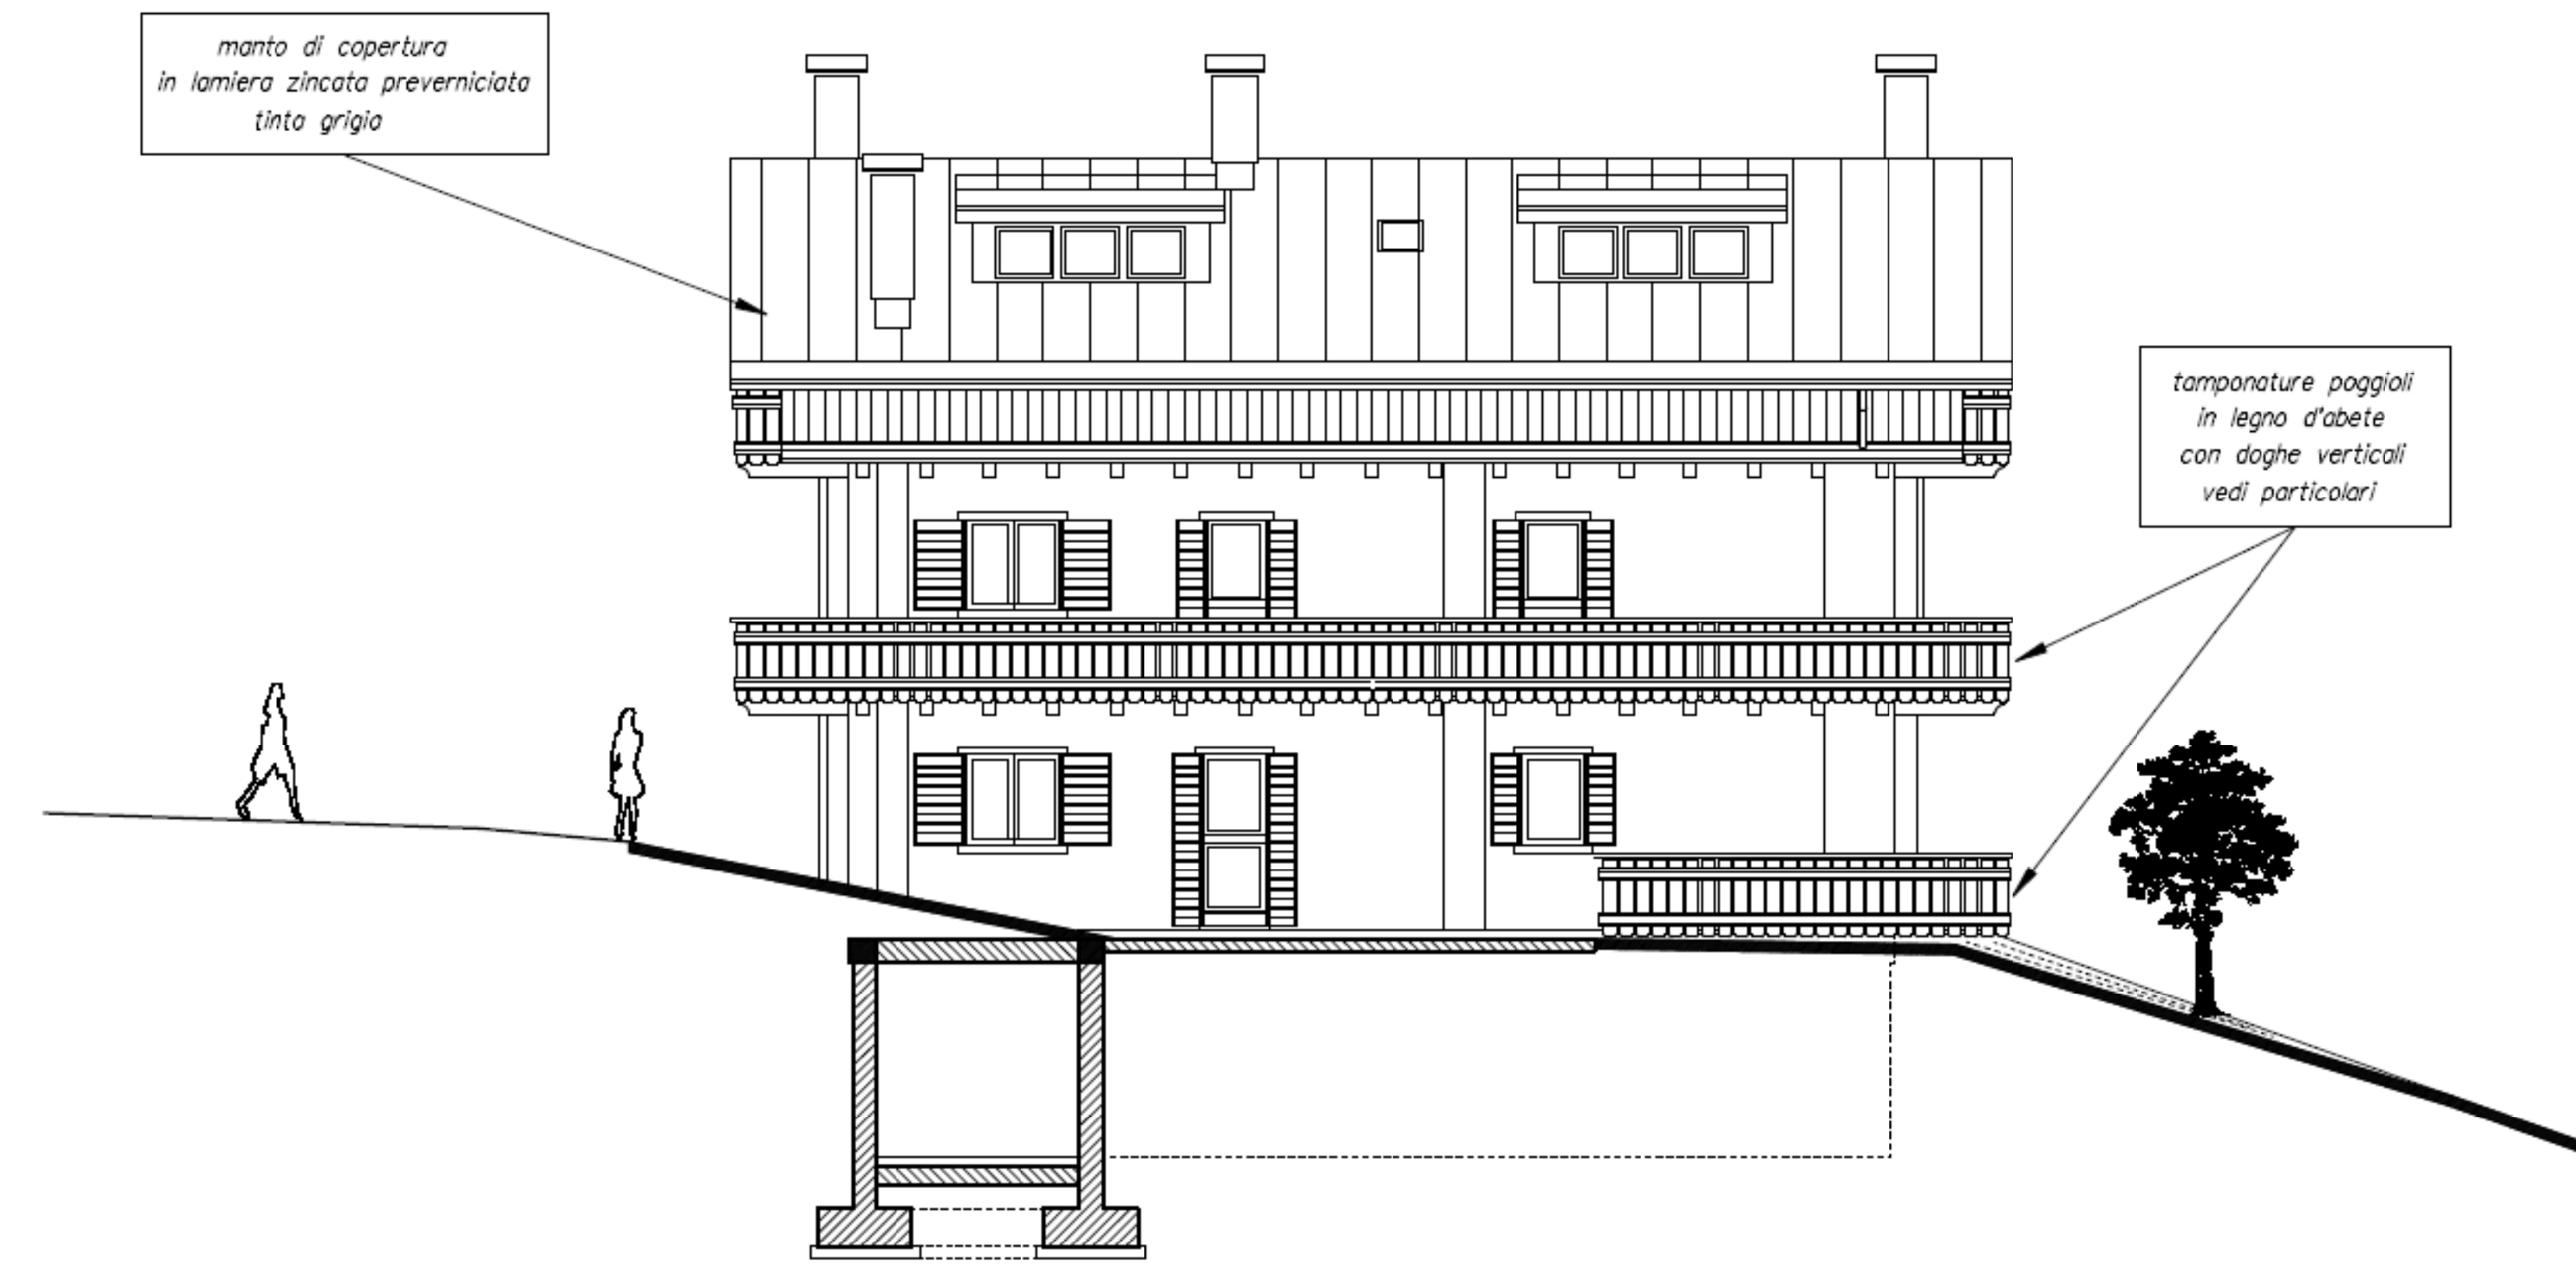 manto di copertura
in lamiera zincata preverniciata
tinta grigia
tamponature poggioli
in legno d'abete
con doghe verticali
vedi particolari